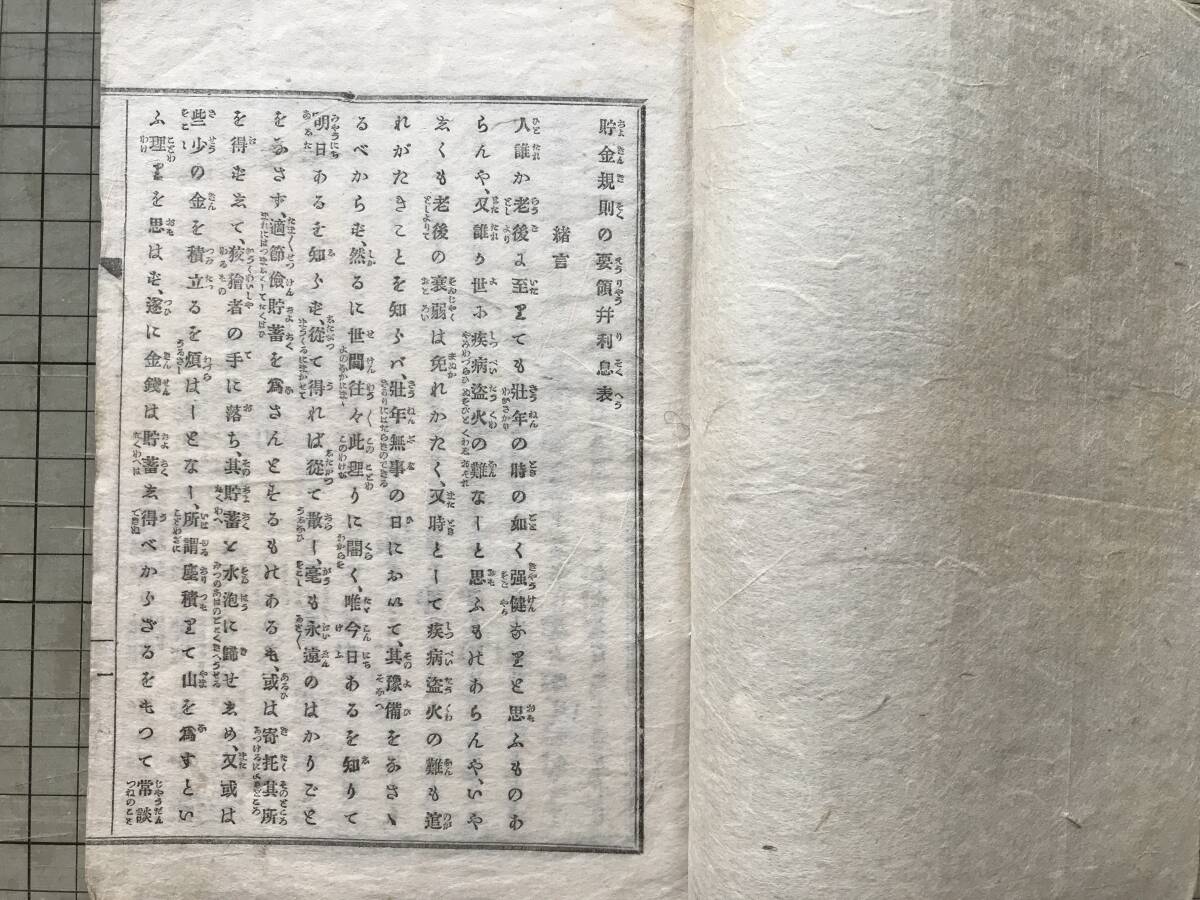 貯金規則の要領幷利息表
緒言
人誰か老後に至りても壯年の時の如く强健なりと思ふものあ
らんや、又誰か世に疾病盜火の難なしと思ふものあらんや、いや
しくも老後の衰弱は免れかたく、又時として疾病盜火の難も逭
れがたきことを知らバ、壯年無事の日において、其豫備をなさゝ
るべからず、然るに世間往々此理りに闇く、唯今日あるを知りて
明日あるを知らず、從て得れば從て散し、毫も永遠のはかりごと
をなさず、適節儉貯蓄を爲さんとするものあるも、或は寄托其所
を得ずして、狡獪者の手に落ち、其貯蓄を水泡に歸せしめ、又或は
些少の金を積立るを煩はしとなし、所謂塵積りて山を爲すとい
ふ理りを思はず、遂に金錢は貯蓄し得べからざるをもつて常談
一